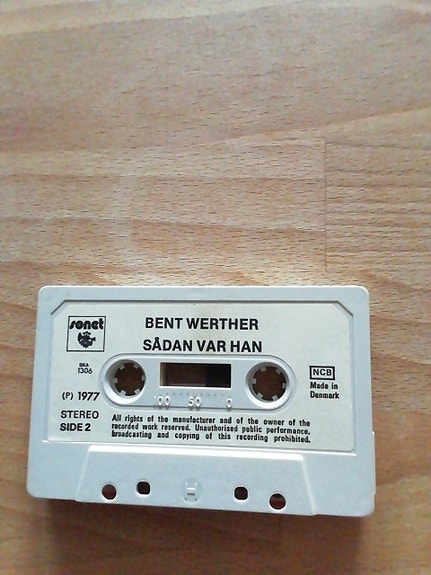 sonet
BENT WERTHER
SÅDAN VAR HAN
SKA
1306
NCB
Made in
Denmark
(P) 1977
100 50 0
STEREO
SIDE 2
All rights of the manufacturer and of the owner of the
recorded work reserved. Unauthorised public performance,
broadcasting and copying of this recording prohibited.
H